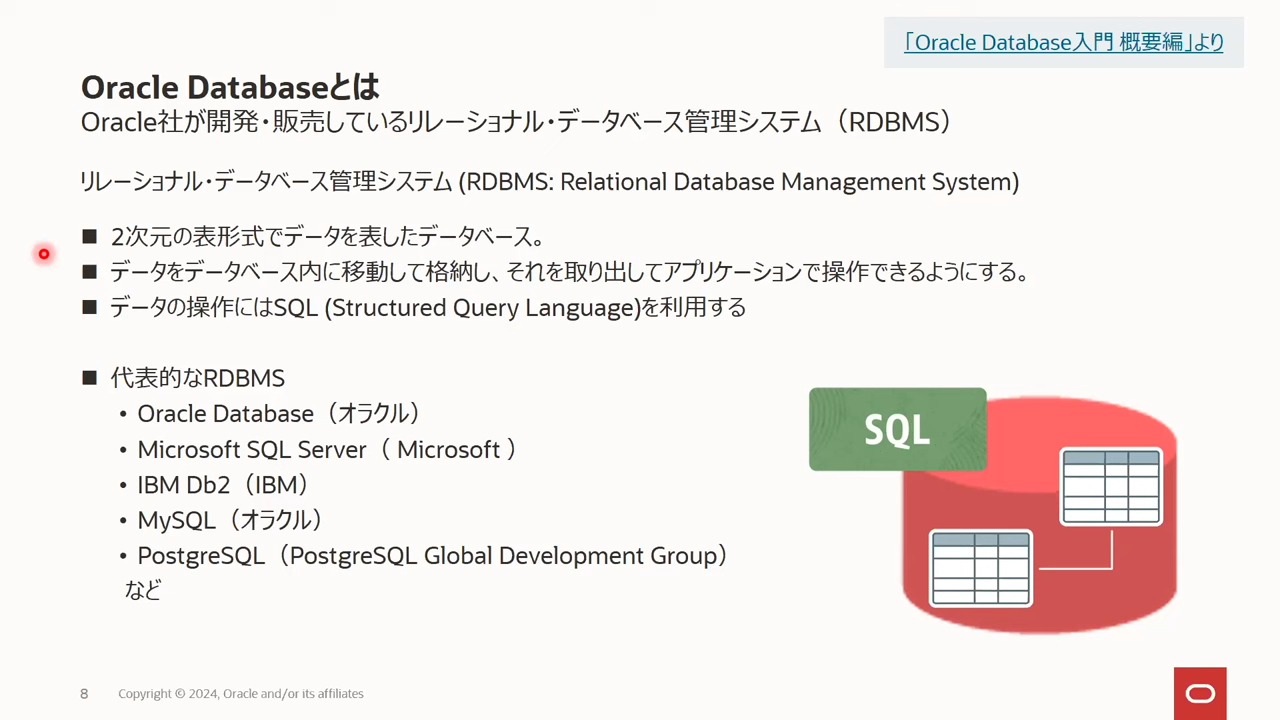 「Oracle Database入門 概要編」より
Oracle Databaseとは
Oracle社が開発・販売しているリレーショナル・データベース管理システム（RDBMS）
リレーショナル・データベース管理システム (RDBMS: Relational Database Management System)
■ 2次元の表形式でデータを表したデータベース。
■ データをデータベース内に移動して格納し、それを取り出してアプリケーションで操作できるようにする。
■ データの操作にはSQL (Structured Query Language)を利用する
■ 代表的なRDBMS
• Oracle Database（オラクル）
• Microsoft SQL Server（ Microsoft ）
• IBM Db2（IBM）
• MySQL（オラクル）
• PostgreSQL（PostgreSQL Global Development Group）
など
SQL
8 Copyright © 2024, Oracle and/or its affiliates